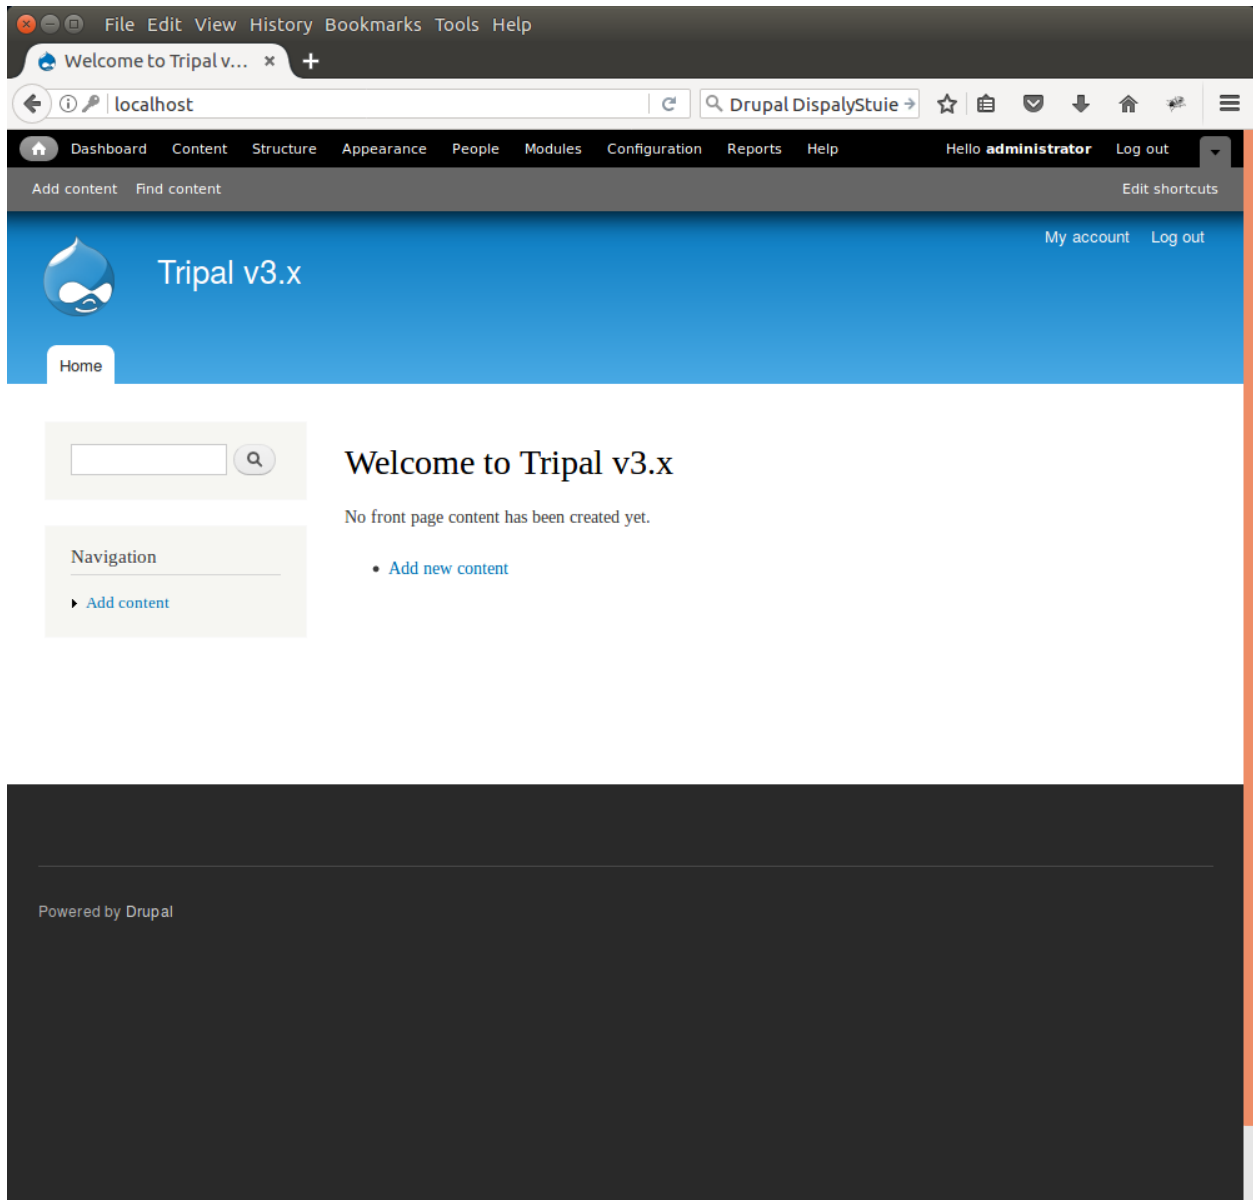 File Edit View History Bookmarks Tools Help
Welcome to Tripal v...
localhost Drupal DispalyStuie
Dashboard Content Structure Appearance People Modules Configuration Reports Help Hello administrator Log out
Add content Find content Edit shortcuts
My account Log out
Tripal v3.x
Home
Welcome to Tripal v3.x
No front page content has been created yet.
Navigation
• Add new content
Add content
Powered by Drupal